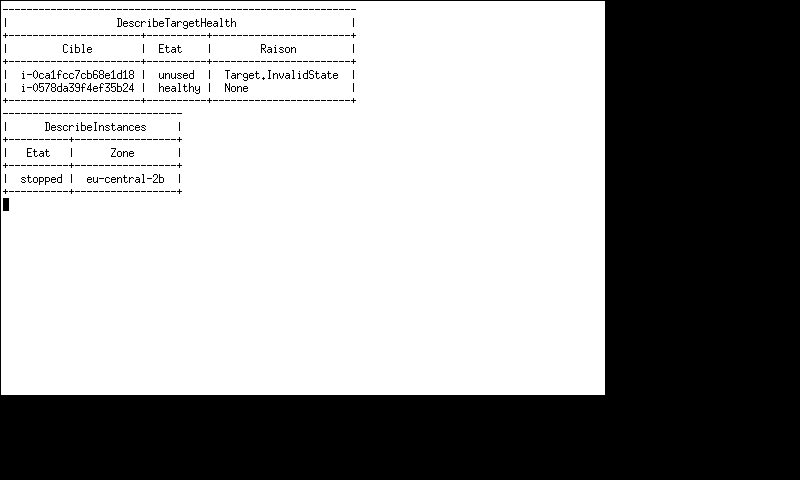 -----------------------------------------------------------
|                  DescribeTargetHealth                   |
+----------------------+----------+-----------------------+
|         Cible        |   Etat   |        Raison         |
+----------------------+----------+-----------------------+
|  i-0ca1fcc7cb68e1d18 |  unused  |  Target.InvalidState  |
|  i-0578da39f4ef35b24 |  healthy |  None                 |
+----------------------+----------+-----------------------+
------------------------------
|      DescribeInstances     |
+----------+-----------------+
|   Etat   |      Zone       |
+----------+-----------------+
|  stopped |  eu-central-2b  |
+----------+-----------------+